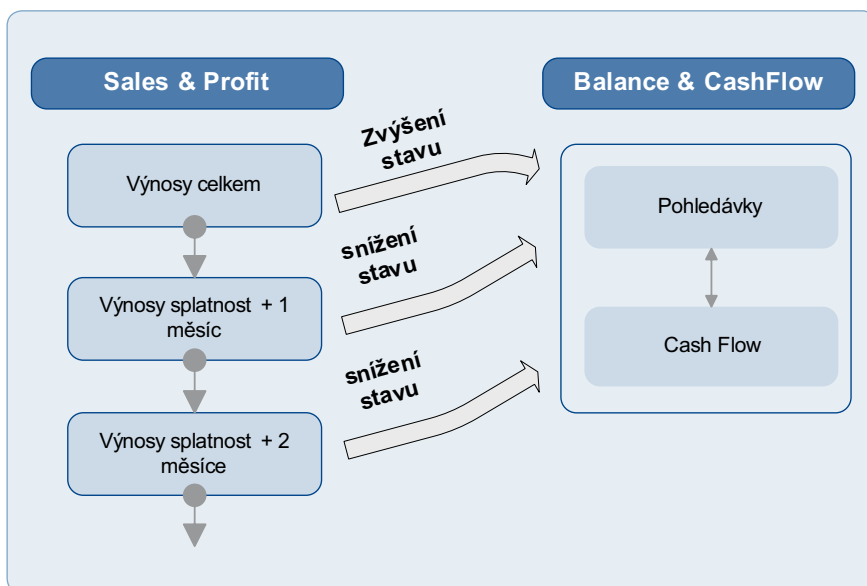 Sales & Profit
Balance & CashFlow
Zvýšení
stavu
Výnosy celkem
Pohledávky
snížení
stavu
Výnosy splatnost + 1
měsíc
Cash Flow
snížení
stavu
Výnosy splatnost + 2
měsíce